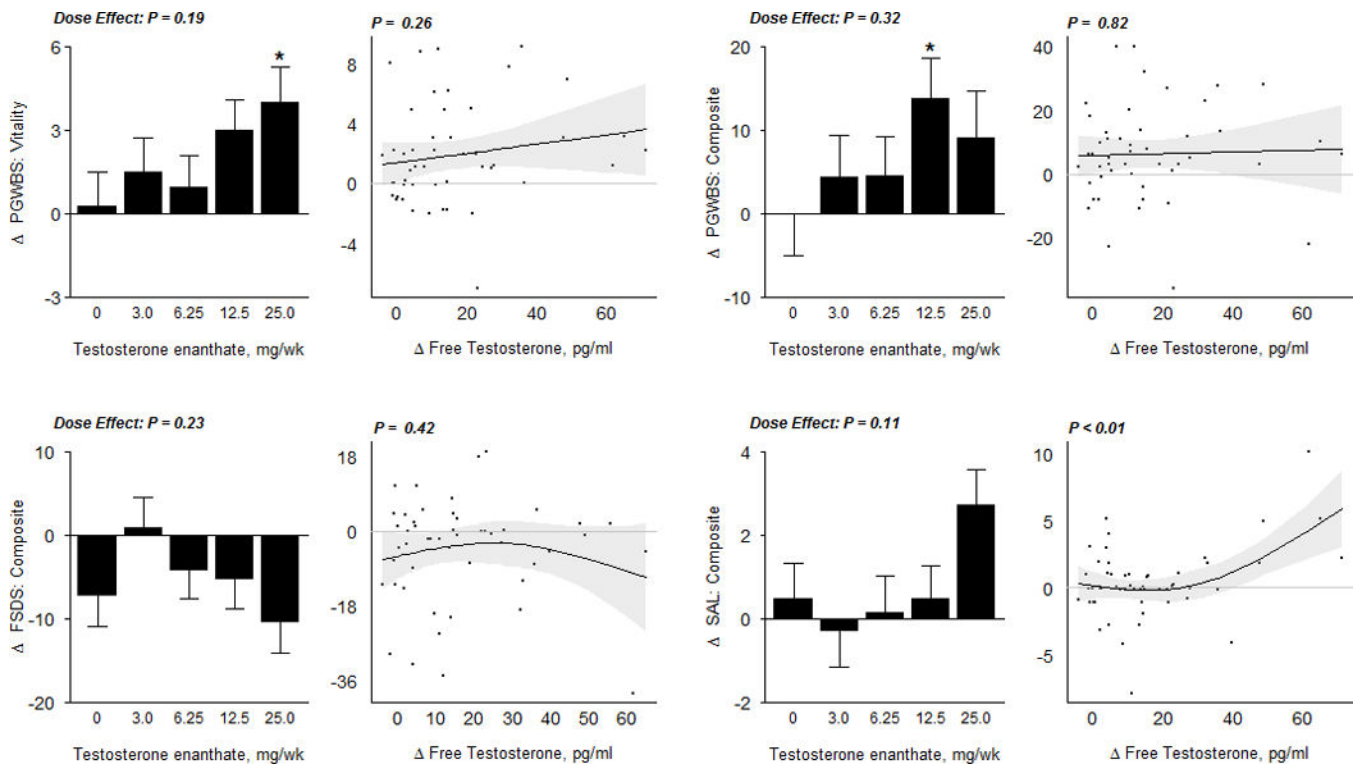 Dose Effect: P = 0.19
Δ PGWBS: Vitality
6
3
0
-3
*
0 3.0 6.25 12.5 25.0
Testosterone enanthate, mg/wk
P = 0.26
8
4
0
-4
0 20 40 60
Δ Free Testosterone, pg/ml
Dose Effect: P = 0.32
Δ PGWBS: Composite
20
10
0
-10
*
0 3.0 6.25 12.5 25.0
Testosterone enanthate, mg/wk
P = 0.82
40
20
0
-20
0 20 40 60
Δ Free Testosterone, pg/ml
Dose Effect: P = 0.23
Δ FSDS: Composite
10
0
-10
-20
0 3.0 6.25 12.5 25.0
Testosterone enanthate, mg/wk
P = 0.42
18
0
-18
-36
0 10 20 30 40 50 60
Δ Free Testosterone, pg/ml
Dose Effect: P = 0.11
Δ SAL: Composite
4
2
0
-2
0 3.0 6.25 12.5 25.0
Testosterone enanthate, mg/wk
P < 0.01
10
5
0
-5
0 20 40 60
Δ Free Testosterone, pg/ml